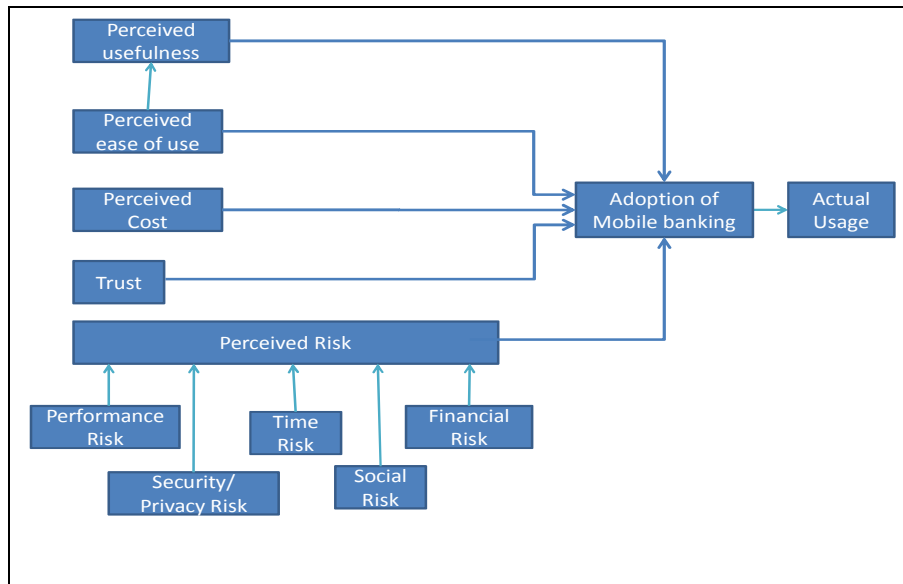 Perceived
usefulness
Perceived
ease of use
Perceived
Cost
Adoption of
Mobile banking
Actual
Usage
Trust
Perceived Risk
Performance
Risk
Time
Risk
Financial
Risk
Security/
Privacy Risk
Social
Risk